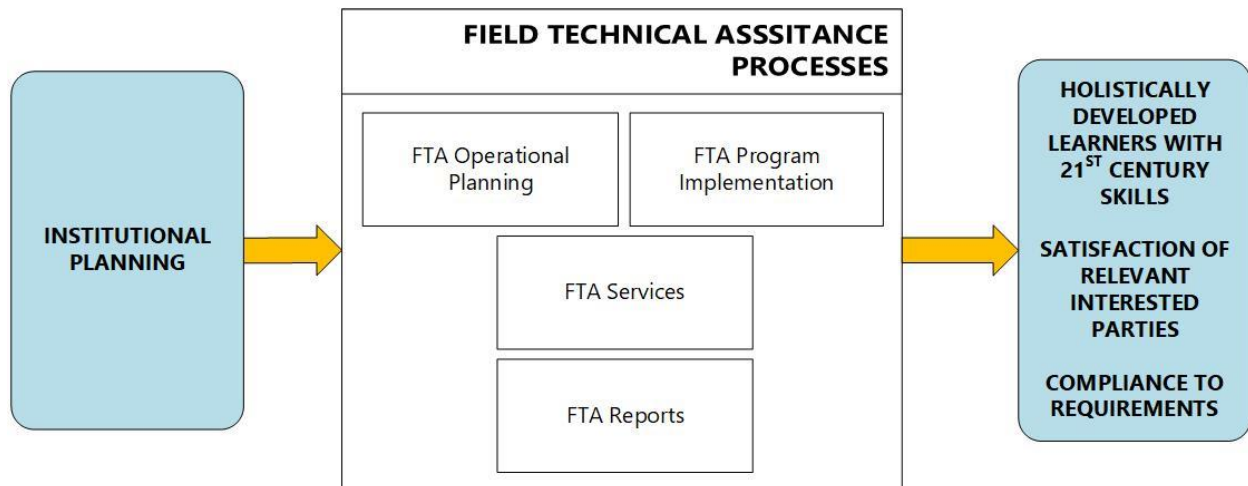 INSTITUTIONAL
PLANNING
FIELD TECHNICAL ASSSITANCE
PROCESSES
FTA Operational
Planning
FTA Program
Implementation
FTA Services
FTA Reports
HOLISTICALLY
DEVELOPED
LEARNERS WITH
21ST CENTURY
SKILLS
SATISFACTION OF
RELEVANT
INTERESTED
PARTIES
COMPLIANCE TO
REQUIREMENTS